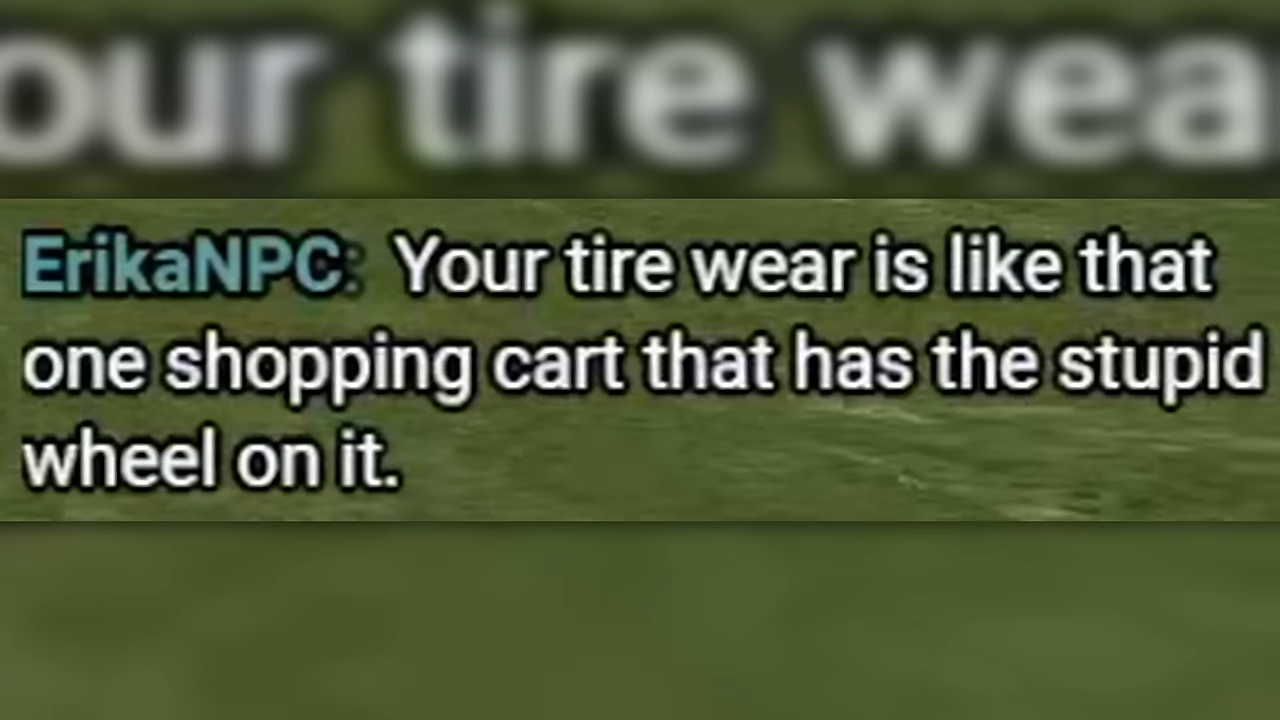 our tire wea
ErikaNPC: Your tire wear is like that
one shopping cart that has the stupid
wheel on it.